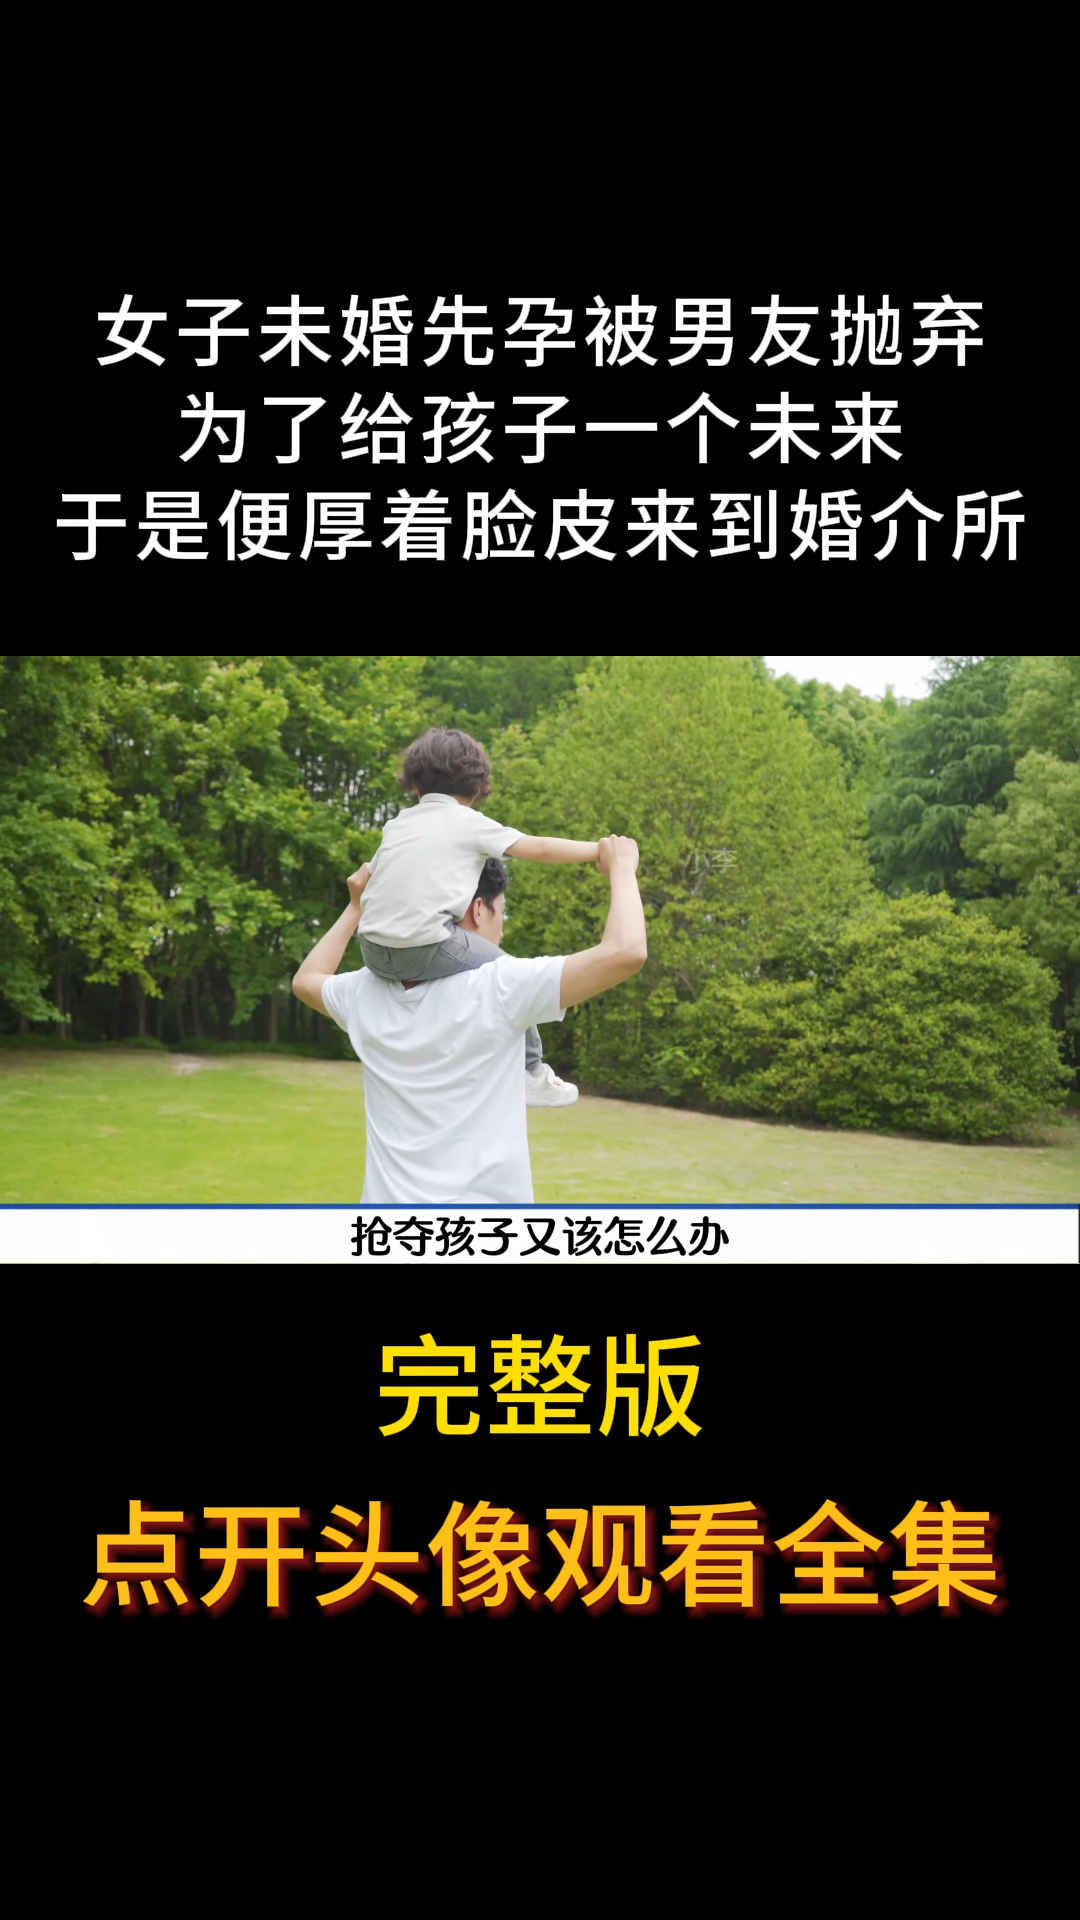 女子未婚先孕被男友抛弃
为了给孩子一个未来
于是便厚着脸皮来到婚介所
小李
抢夺孩子又该怎么办
完整版
点开头像观看全集